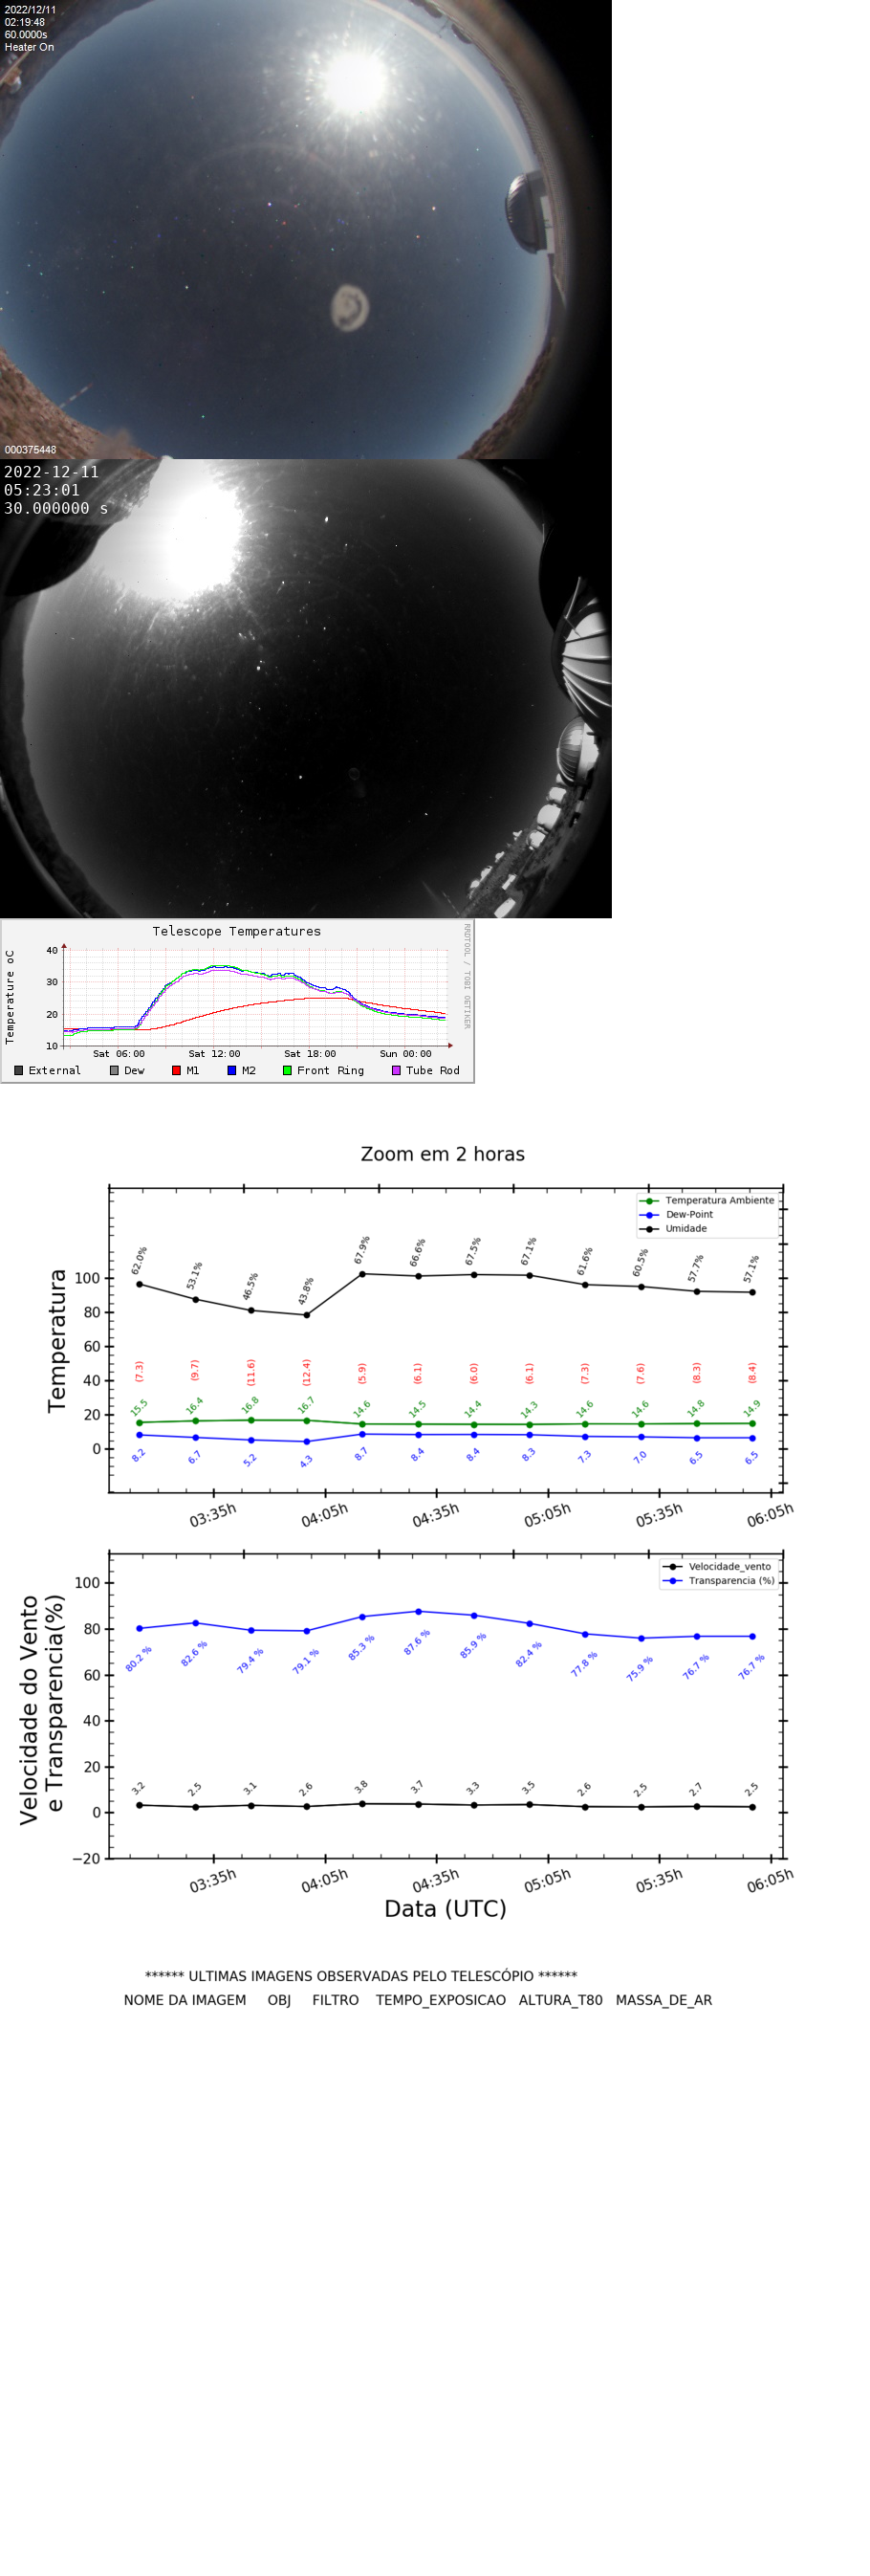 2022/12/11
02:19:48
60.0000s
Heater On
000375448
2022-12-11
05:23:01
30.000000 s
Telescope Temperatures
RRDTOOL / TOBI OETIKER
Temperature oC
40
30
20
10
Sat 06:00 Sat 12:00 Sat 18:00 Sun 00:00
External Dew M1 M2 Front Ring Tube Rod
Zoom em 2 horas
Temperatura Ambiente
Dew-Point
Umidade
Temperatura
100
80
60
40
20
0
62.0% 53.1% 46.5% 43.8% 67.9% 66.6% 67.5% 67.1% 61.6% 60.5% 57.7% 57.1%
(7.3) (9.7) (11.6) (12.4) (5.9) (6.1) (6.0) (6.1) (7.3) (7.6) (8.3) (8.4)
15.5 16.4 16.8 16.7 14.6 14.5 14.4 14.3 14.6 14.6 14.8 14.9
8.2 6.7 5.2 4.3 8.7 8.4 8.4 8.3 7.3 7.0 6.5 6.5
03:35h 04:05h 04:35h 05:05h 05:35h 06:05h
Velocidade_vento
Transparencia (%)
Velocidade do Vento
e Transparencia(%)
100
80
60
40
20
0
−20
80.2 % 82.6 % 79.4 % 79.1 % 85.3 % 87.6 % 85.9 % 82.4 % 77.8 % 75.9 % 76.7 % 76.7 %
3.2 2.5 3.1 2.6 3.8 3.7 3.3 3.5 2.6 2.5 2.7 2.5
03:35h 04:05h 04:35h 05:05h 05:35h 06:05h
Data (UTC)
****** ULTIMAS IMAGENS OBSERVADAS PELO TELESCÓPIO ******
NOME DA IMAGEM OBJ FILTRO TEMPO_EXPOSICAO ALTURA_T80 MASSA_DE_AR